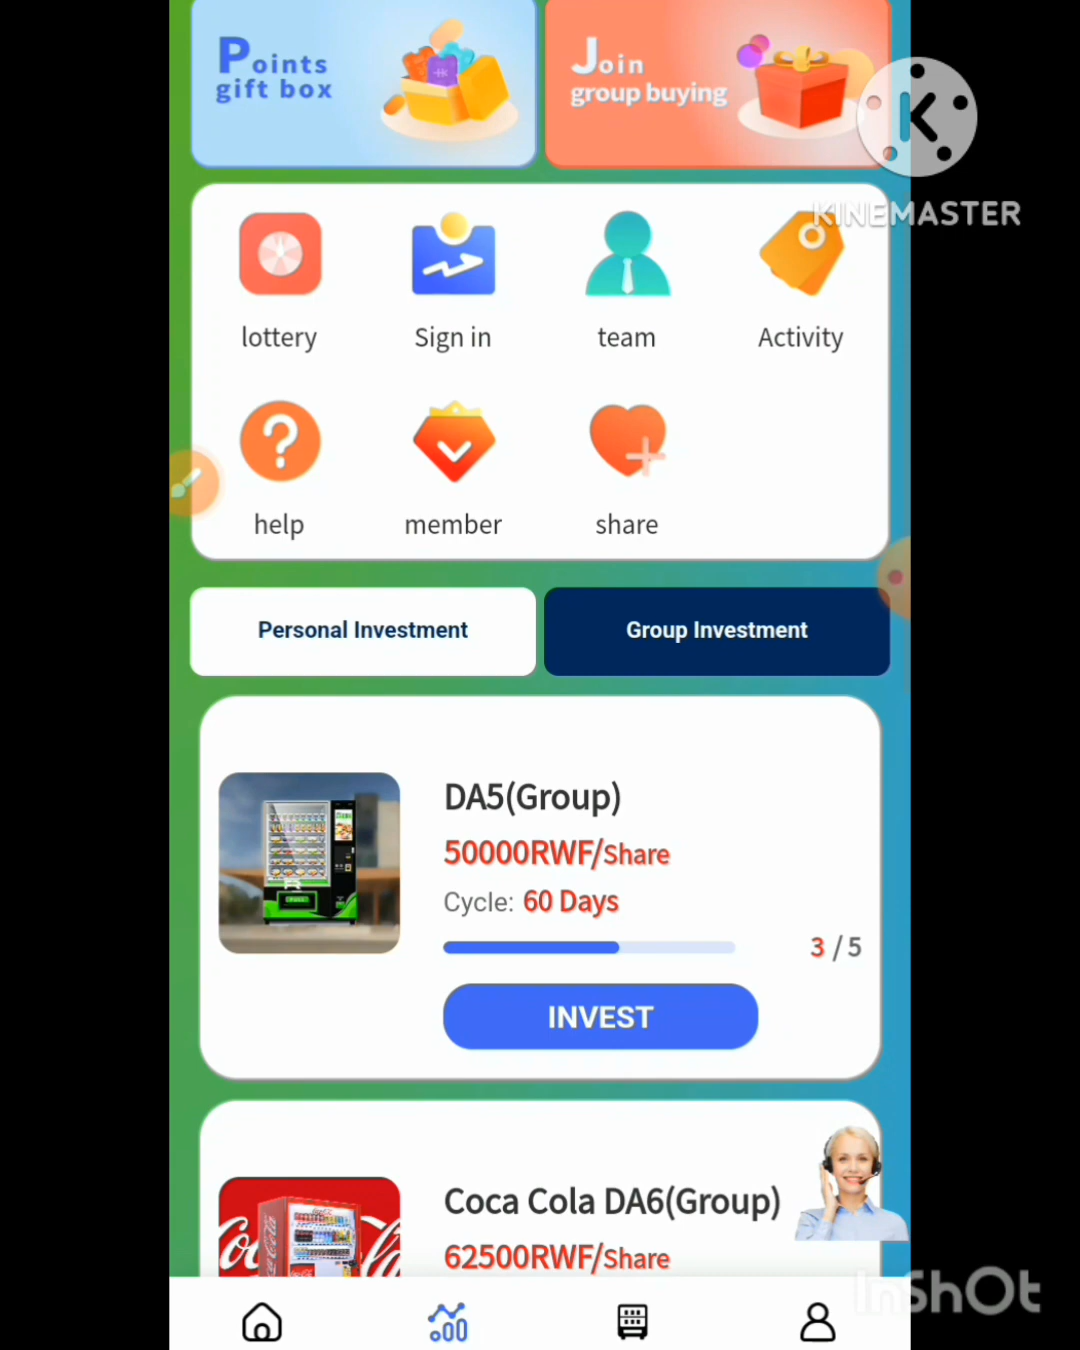 Points
gift box
Join
group buying
K
KINEMASTER
lottery
Sign in
team
Activity
help
member
share
Personal Investment
Group Investment
DA5(Group)
50000RWF/Share
Cycle: 60 Days
3 / 5
INVEST
Coca Cola DA6(Group)
62500RWF/Share
InShOt